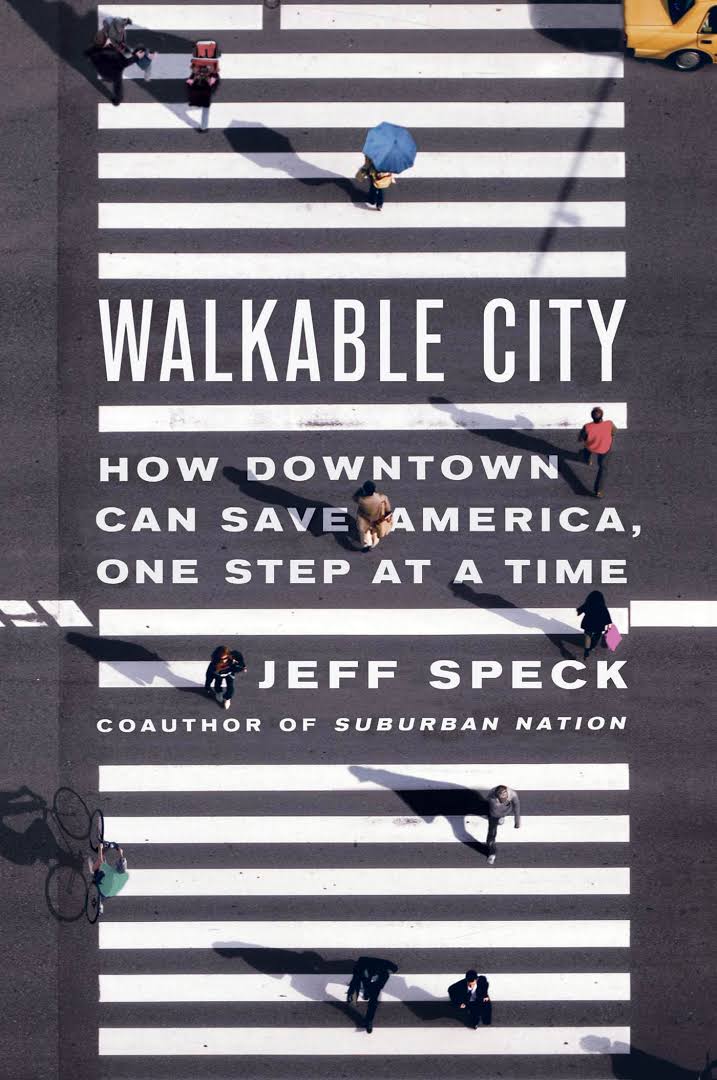 WALKABLE CITY
HOW DOWNTOWN
CAN SAVE AMERICA,
ONE STEP AT A TIME
JEFF SPECK
COAUTHOR OF SUBURBAN NATION